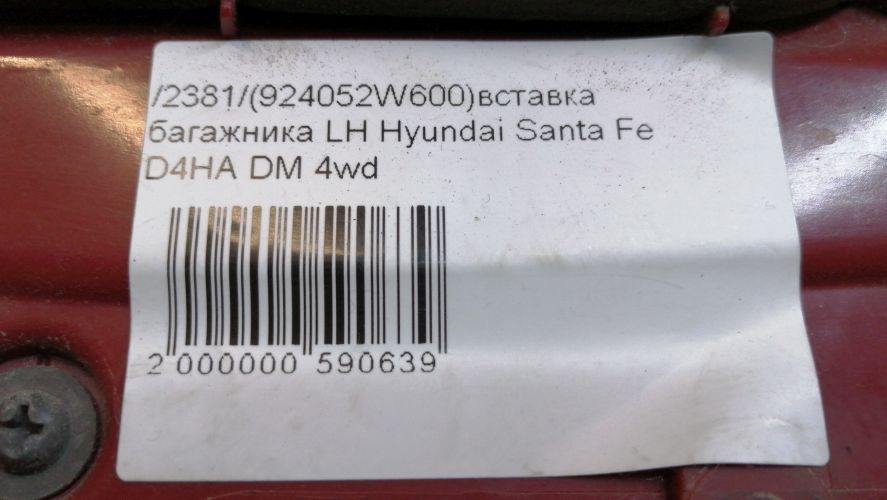 /2381/(924052W600)вставка
багажника LH Hyundai Santa Fe
D4HA DM 4wd
2 000000 590639